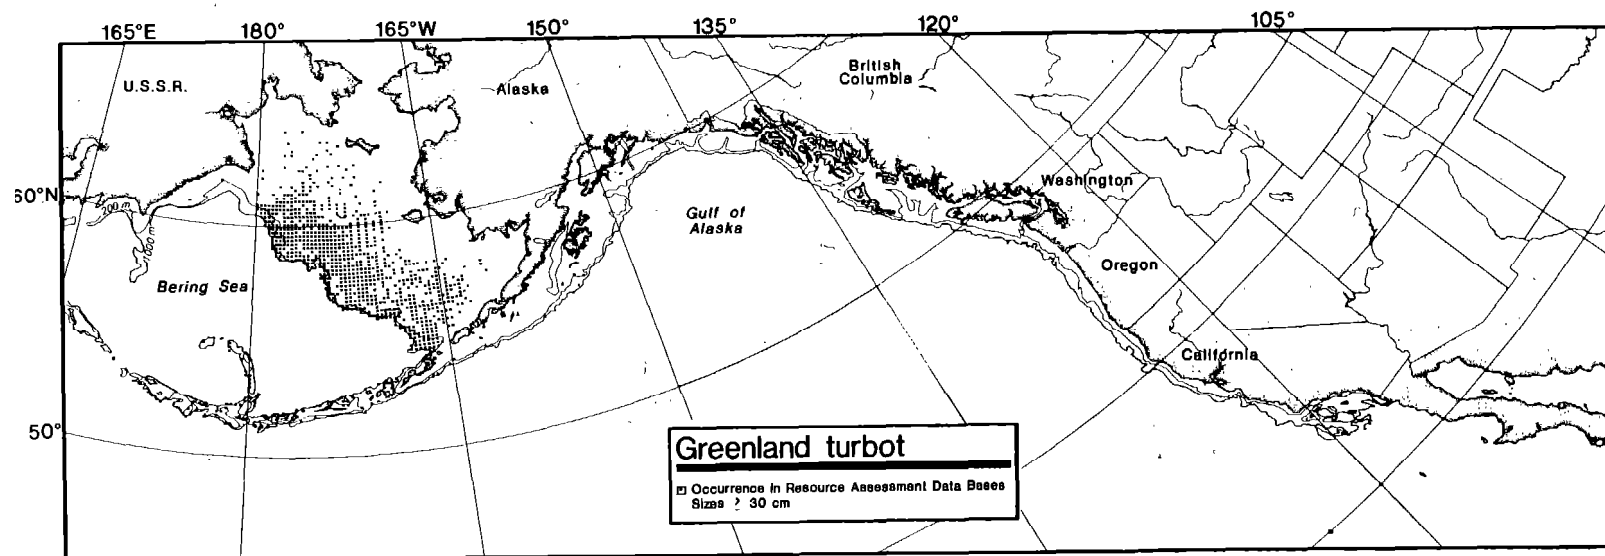 165°E 180° 165°W 150° 135° 120° 105°
U.S.S.R.
Alaska
British
Columbia
Washington
60°N
200 m
1000 m
Gulf of
Alaska
Oregon
Bering Sea
California
50°
Greenland turbot
Occurrence in Resource Assessment Data Bases
Sizes ≥ 30 cm